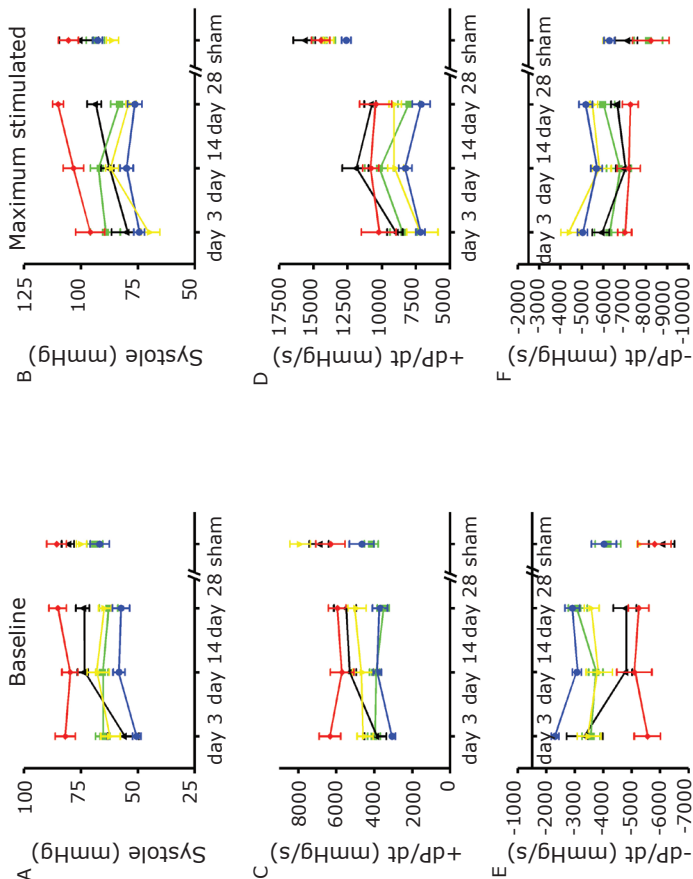 Baseline
Maximum stimulated
A
Systole (mmHg)
100
75
50
25
day 3 day 14 day 28 sham
B
Systole (mmHg)
125
100
75
50
day 3 day 14 day 28 sham
C
+dP/dt (mmHg/s)
8000
6000
4000
2000
0
day 3 day 14 day 28 sham
D
+dP/dt (mmHg/s)
17500
15000
12500
10000
7500
5000
day 3 day 14 day 28 sham
E
-dP/dt (mmHg/s)
-1000
-2000
-3000
-4000
-5000
-6000
-7000
day 3 day 14 day 28 sham
F
-dP/dt (mmHg/s)
-2000
-3000
-4000
-5000
-6000
-7000
-8000
-9000
-10000
day 3 day 14 day 28 sham